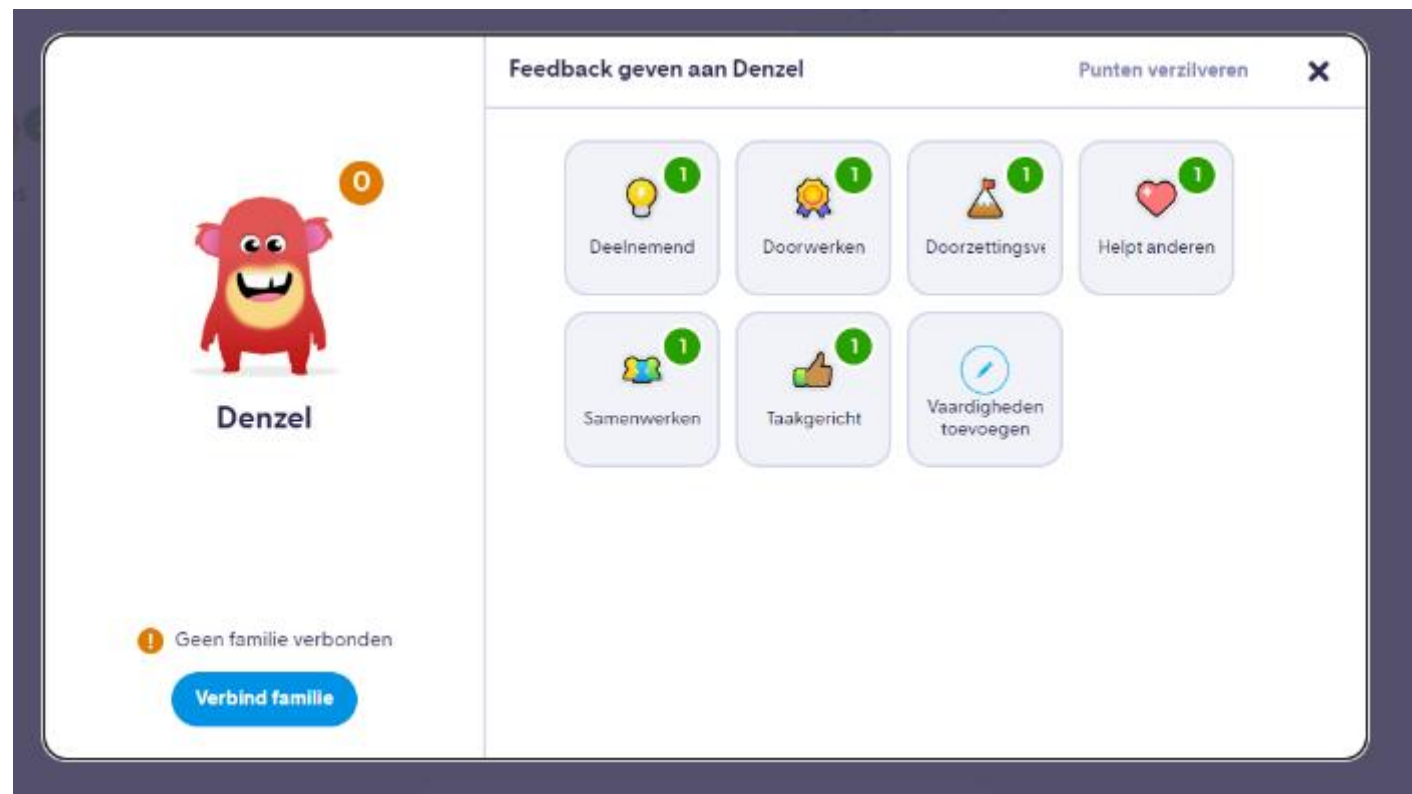 Feedback geven aan Denzel
Punten verzilveren
0
1
1
1
1
Deelnemend
Doorwerken
Doorzettingsve
Helpt anderen
1
1
Samenwerken
Taakgericht
Vaardigheden
toevoegen
Denzel
Geen familie verbonden
Verbind familie